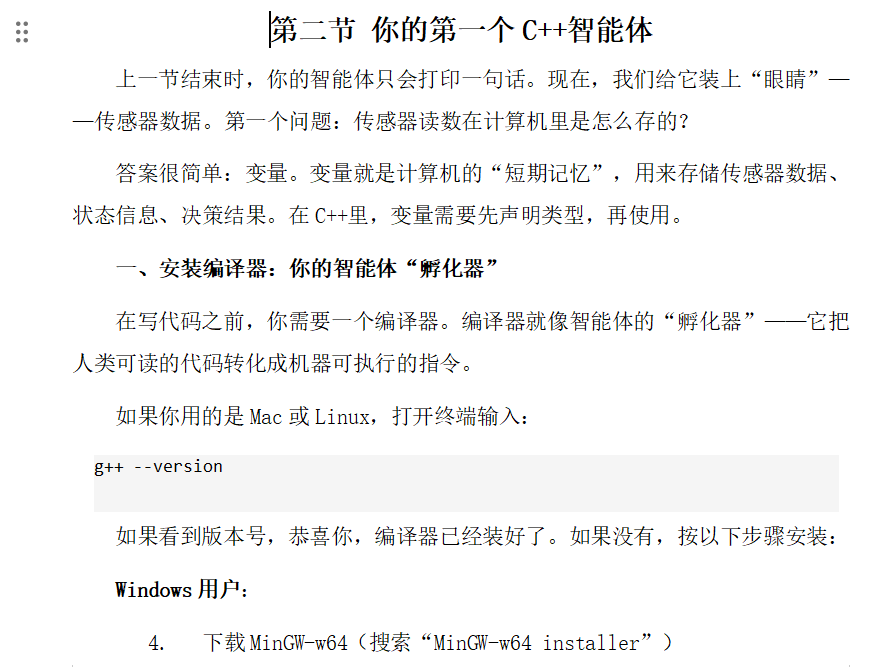 第二节 你的第一个 C++智能体
上一节结束时，你的智能体只会打印一句话。现在，我们给它装上“眼睛”—
—传感器数据。第一个问题：传感器读数在计算机里是怎么存的？
答案很简单：变量。变量就是计算机的“短期记忆”，用来存储传感器数据、
状态信息、决策结果。在 C++里，变量需要先声明类型，再使用。
一、安装编译器：你的智能体“孵化器”
在写代码之前，你需要一个编译器。编译器就像智能体的“孵化器”——它把
人类可读的代码转化成机器可执行的指令。
如果你用的是 Mac 或 Linux，打开终端输入：
g++ --version
如果看到版本号，恭喜你，编译器已经装好了。如果没有，按以下步骤安装：
Windows 用户：
4. 下载 MinGW-w64（搜索“MinGW-w64 installer”）